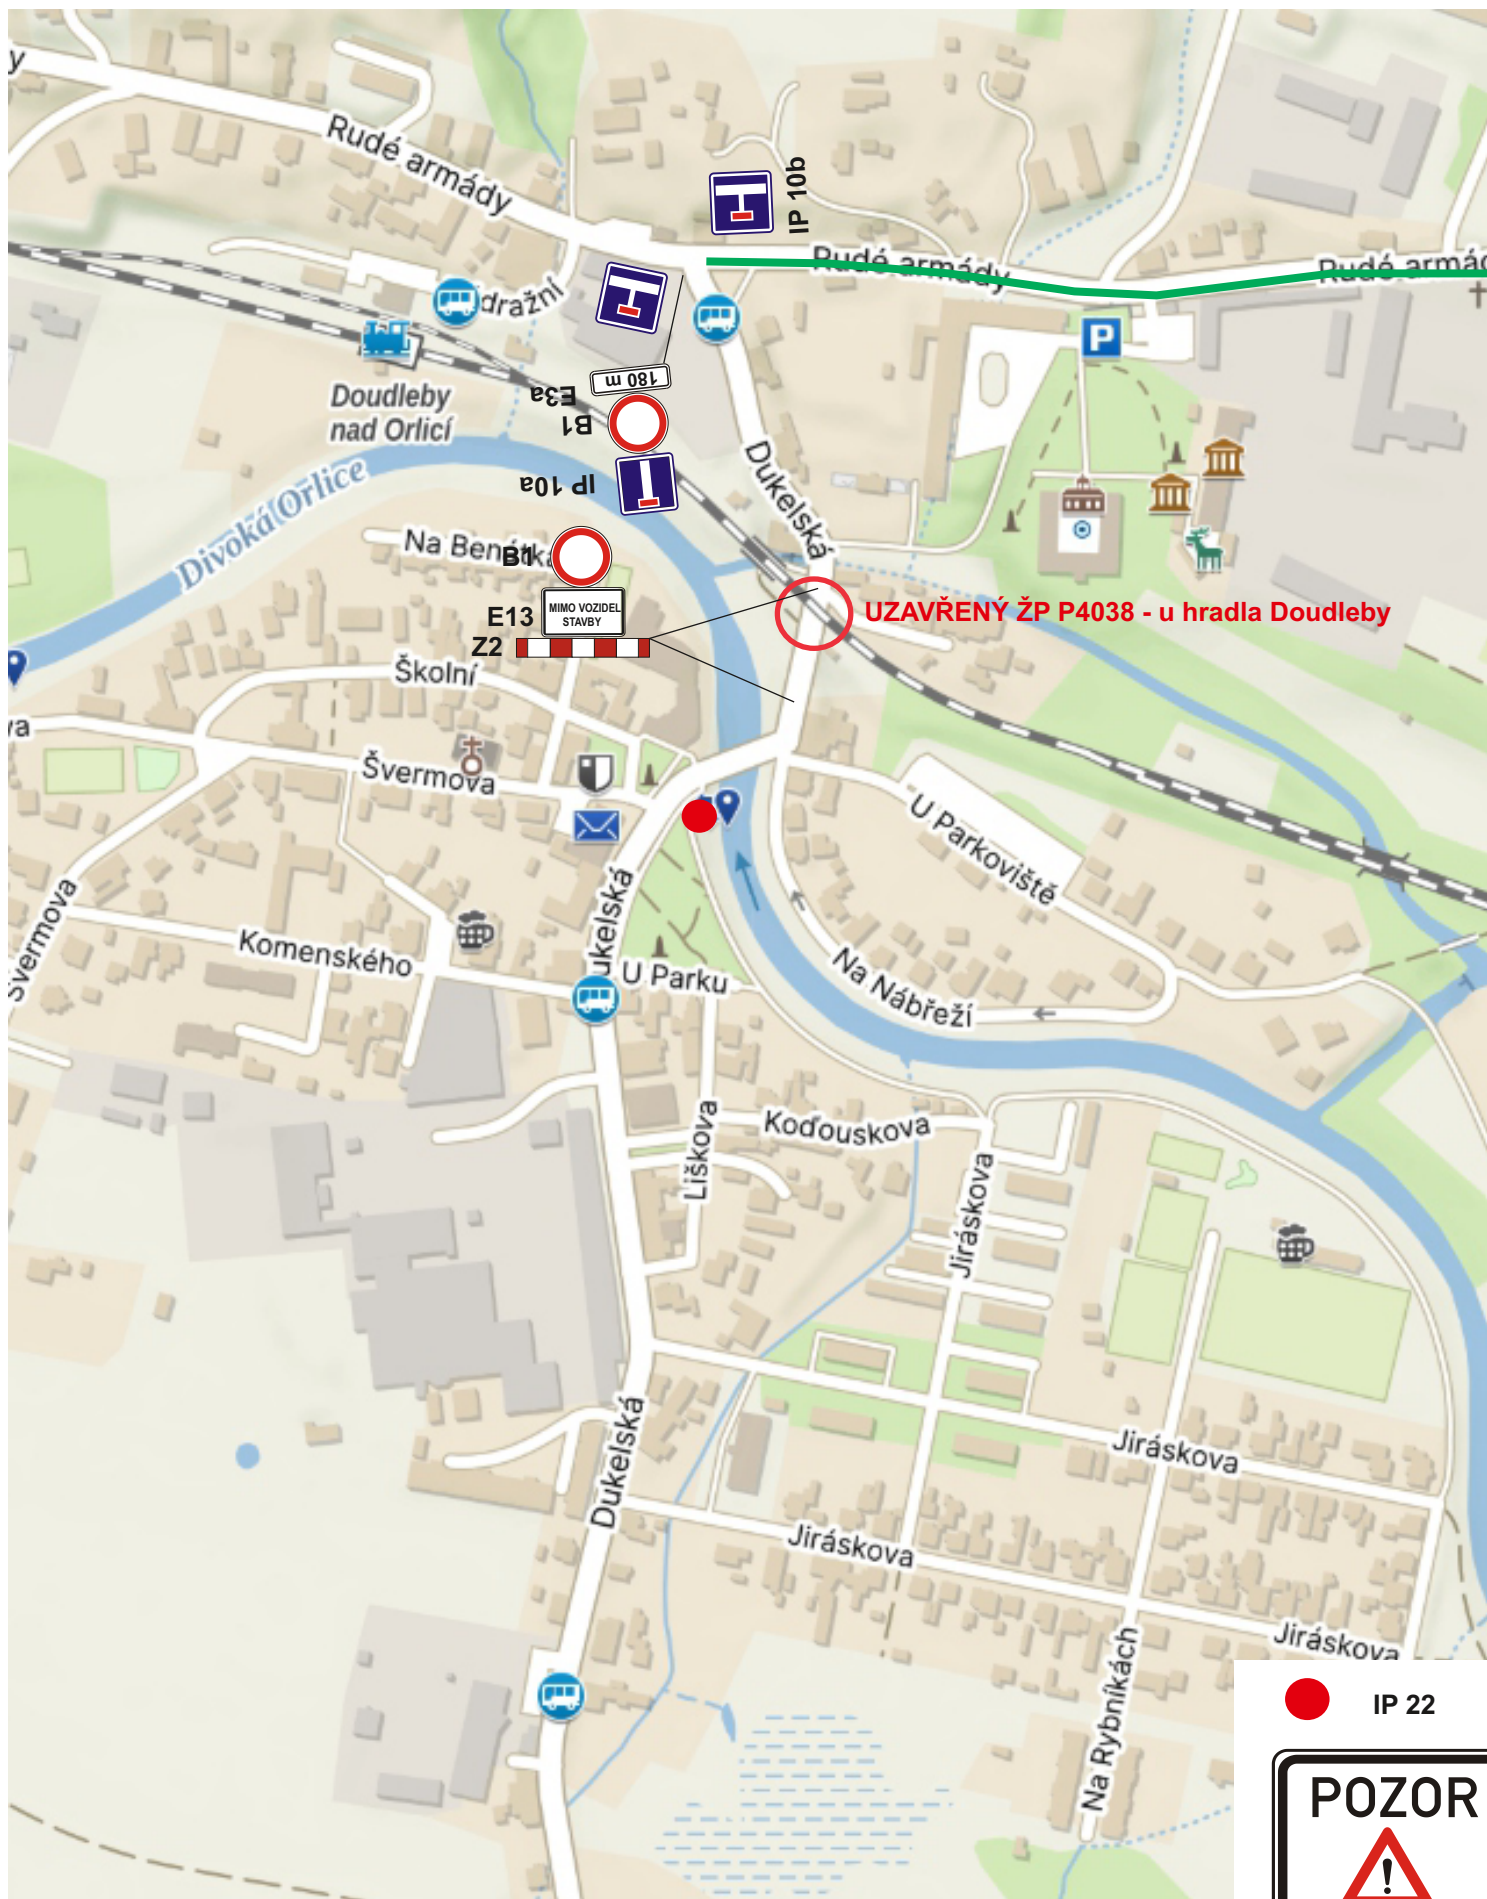 y
Rudé armády
IP 10b
Rudé armády
Rudé armád
dražní
180 m
E3a
B1
Doudleby
nad Orlicí
IP 10a
Dukelská
Divoká Orlice
Na Benátká
B1
E13
MIMO VOZIDEL
STAVBY
Z2
UZAVŘENÝ ŽP P4038 - u hradla Doudleby
P
Školní
va
Švermova
U Parkoviště
Švermova
Dukelská
Komenského
U Parku
Na Nábřeží
Liškova
Koďouskova
Jiráskova
Dukelská
Jiráskova
Jiráskova
Jiráskova
Na Rybníkách
IP 22
POZOR
!